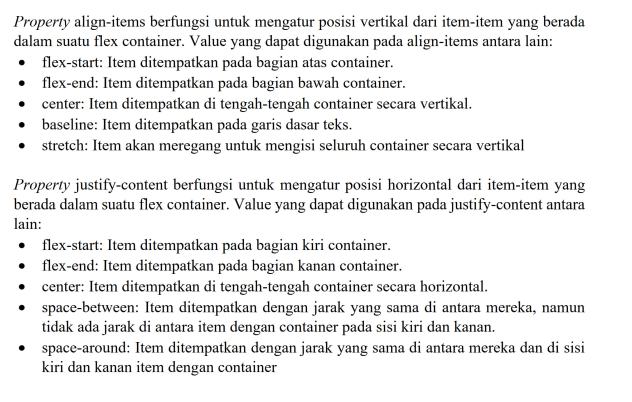 Property align-items berfungsi untuk mengatur posisi vertikal dari item-item yang berada
dalam suatu flex container. Value yang dapat digunakan pada align-items antara lain:
• flex-start: Item ditempatkan pada bagian atas container.
• flex-end: Item ditempatkan pada bagian bawah container.
• center: Item ditempatkan di tengah-tengah container secara vertikal.
• baseline: Item ditempatkan pada garis dasar teks.
• stretch: Item akan meregang untuk mengisi seluruh container secara vertikal
Property justify-content berfungsi untuk mengatur posisi horizontal dari item-item yang
berada dalam suatu flex container. Value yang dapat digunakan pada justify-content antara
lain:
• flex-start: Item ditempatkan pada bagian kiri container.
• flex-end: Item ditempatkan pada bagian kanan container.
• center: Item ditempatkan di tengah-tengah container secara horizontal.
• space-between: Item ditempatkan dengan jarak yang sama di antara mereka, namun
tidak ada jarak di antara item dengan container pada sisi kiri dan kanan.
• space-around: Item ditempatkan dengan jarak yang sama di antara mereka dan di sisi
kiri dan kanan item dengan container